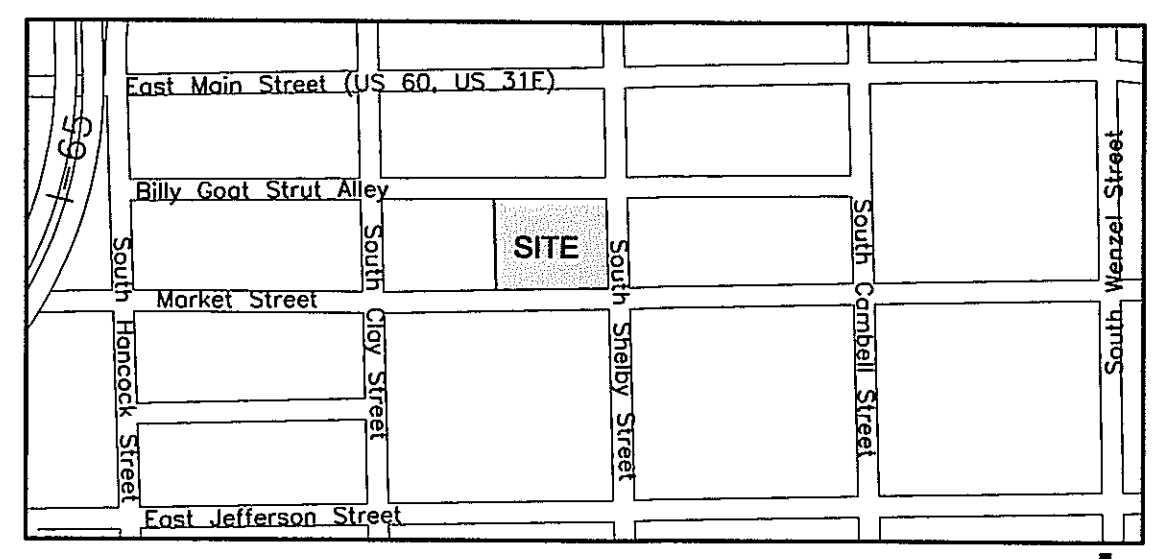 East Main Street (US 60, US 31E)
I-65
Billy Goat Strut Alley
SITE
South Hancock Street
South Clay Street
South Shelby Street
South Cambell Street
South Wenzel Street
Market Street
East Jefferson Street